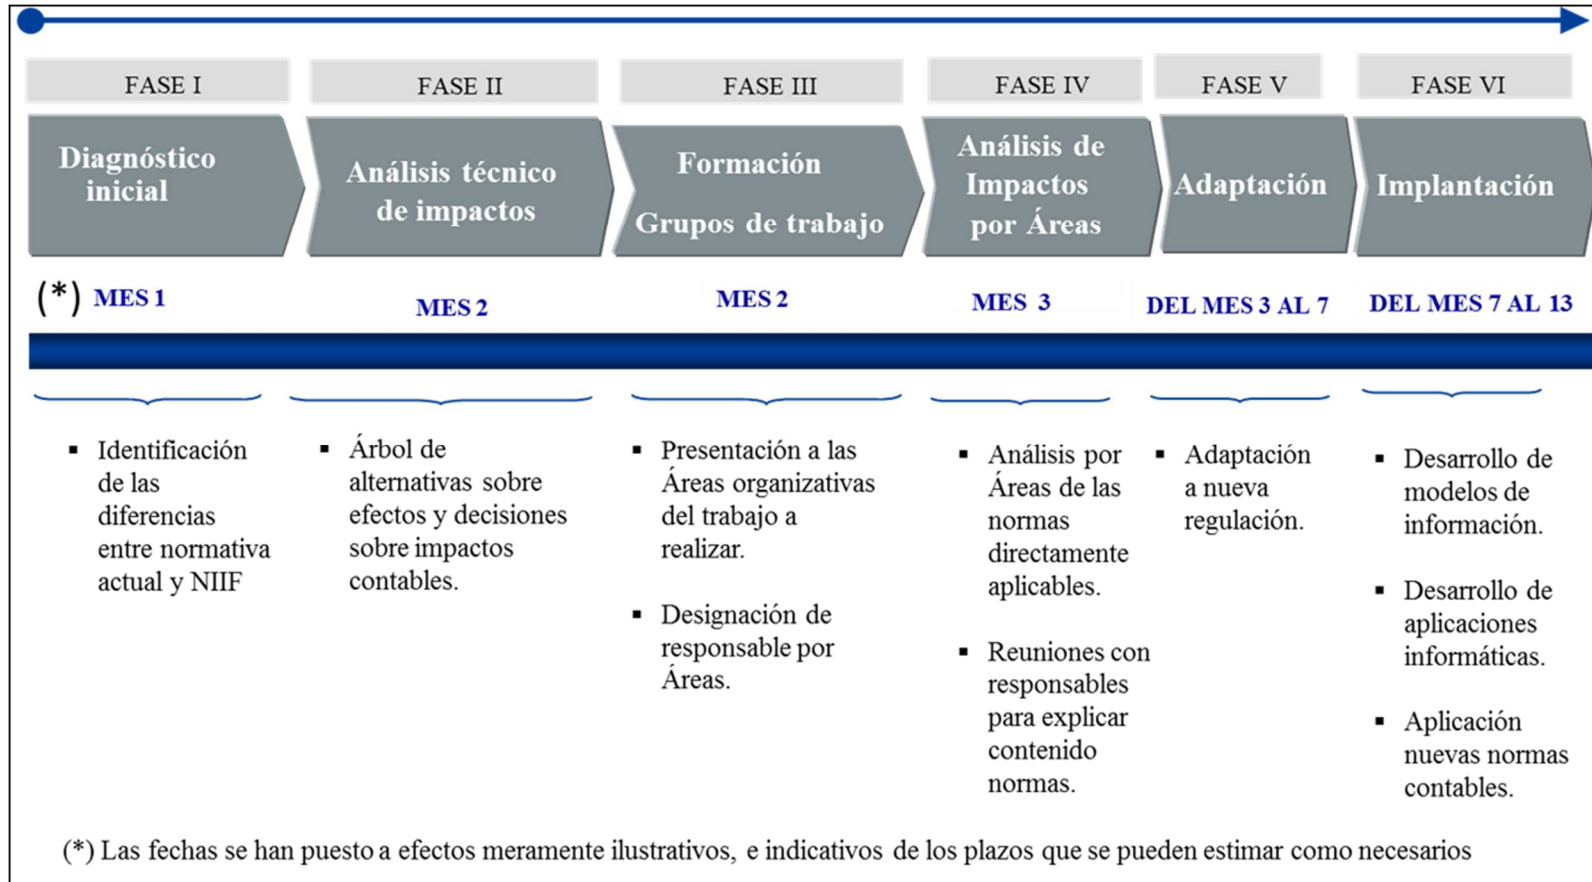 FASE I
FASE II
FASE III
FASE IV
FASE V
FASE VI
Diagnóstico
inicial
Análisis técnico
de impactos
Formación
Grupos de trabajo
Análisis de
Impactos
por Áreas
Adaptación
Implantación
(*) MES 1
MES 2
MES 2
MES 3
DEL MES 3 AL 7
DEL MES 7 AL 13
▪ Identificación
de las
diferencias
entre normativa
actual y NIIF
▪ Árbol de
alternativas sobre
efectos y decisiones
sobre impactos
contables.
▪ Presentación a las
Áreas organizativas
del trabajo a
realizar.
▪ Designación de
responsable por
Áreas.
▪ Análisis por
Áreas de las
normas
directamente
aplicables.
▪ Reuniones con
responsables
para explicar
contenido
normas.
▪ Adaptación
a nueva
regulación.
▪ Desarrollo de
modelos de
información.
▪ Desarrollo de
aplicaciones
informáticas.
▪ Aplicación
nuevas normas
contables.
(*) Las fechas se han puesto a efectos meramente ilustrativos, e indicativos de los plazos que se pueden estimar como necesarios